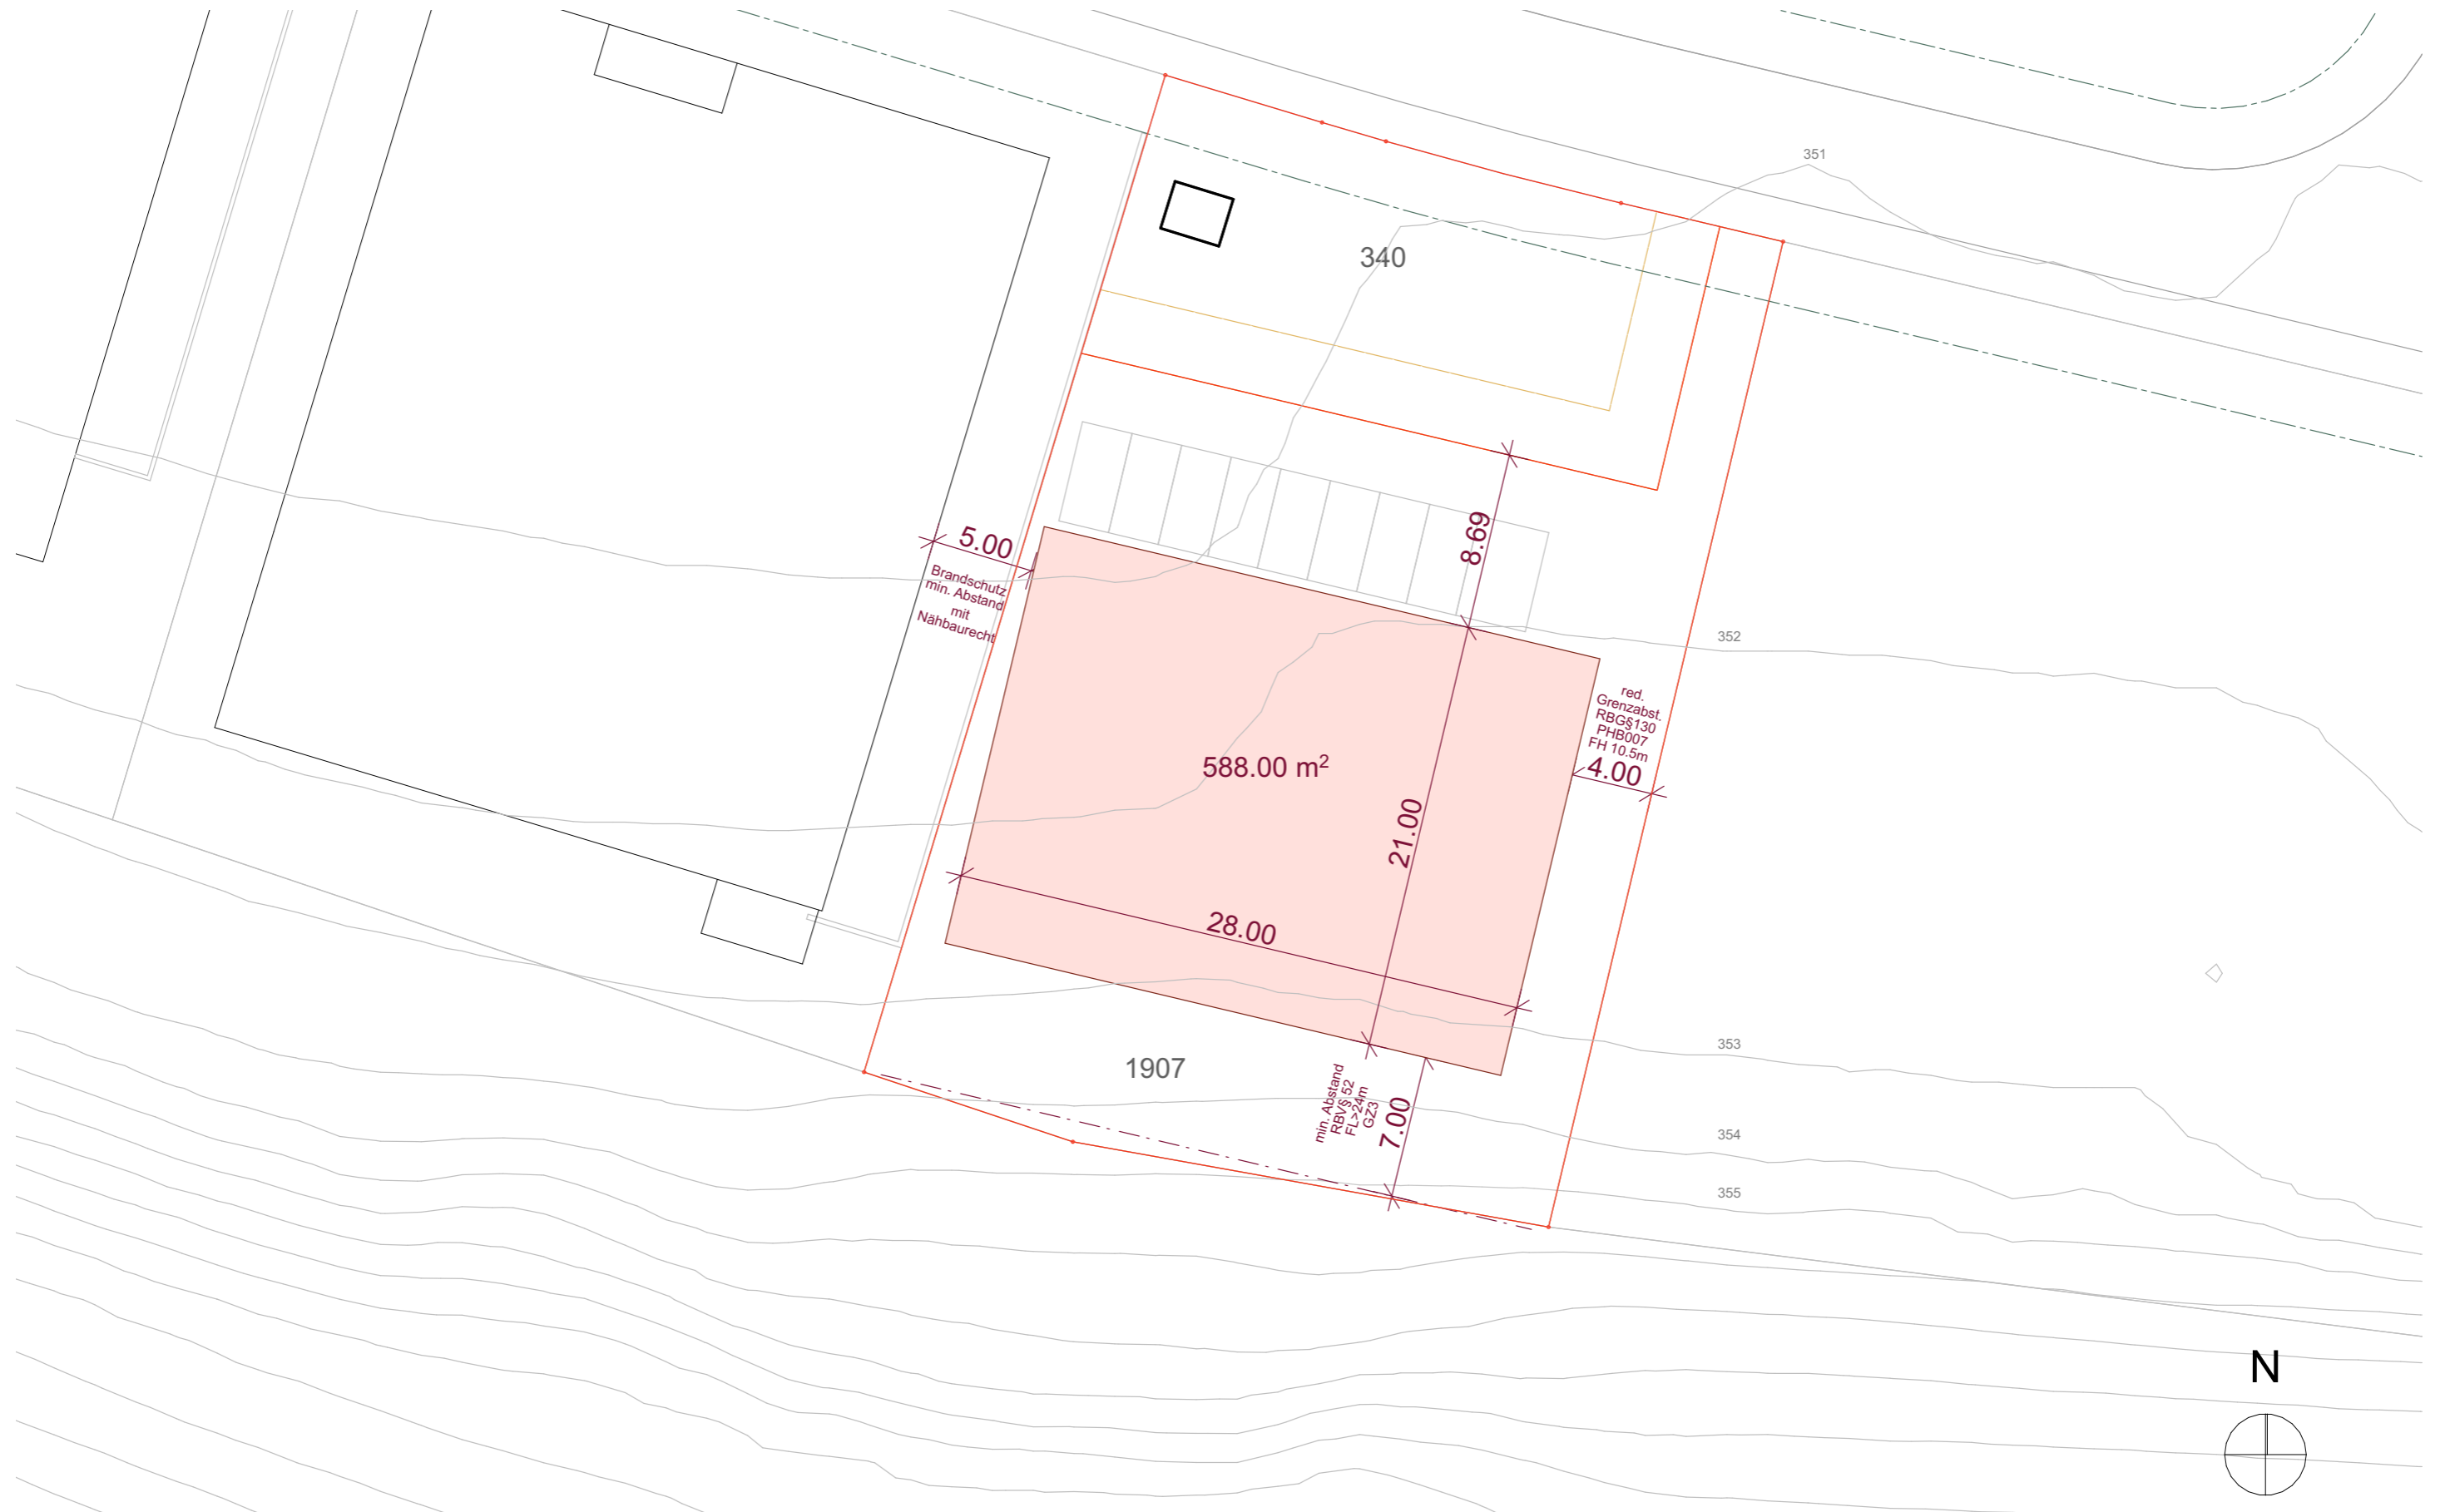 351
340
8.69
5.00
Brandschutz
min. Abstand
mit
Nähbaurecht
352
red.
Grenzabst.
RBG§130
PHB007
FH 10.5m
4.00
588.00 m²
21.00
28.00
353
1907
min. Abstand
RBV§ 52
FL>24m
GZ3
7.00
354
355
N